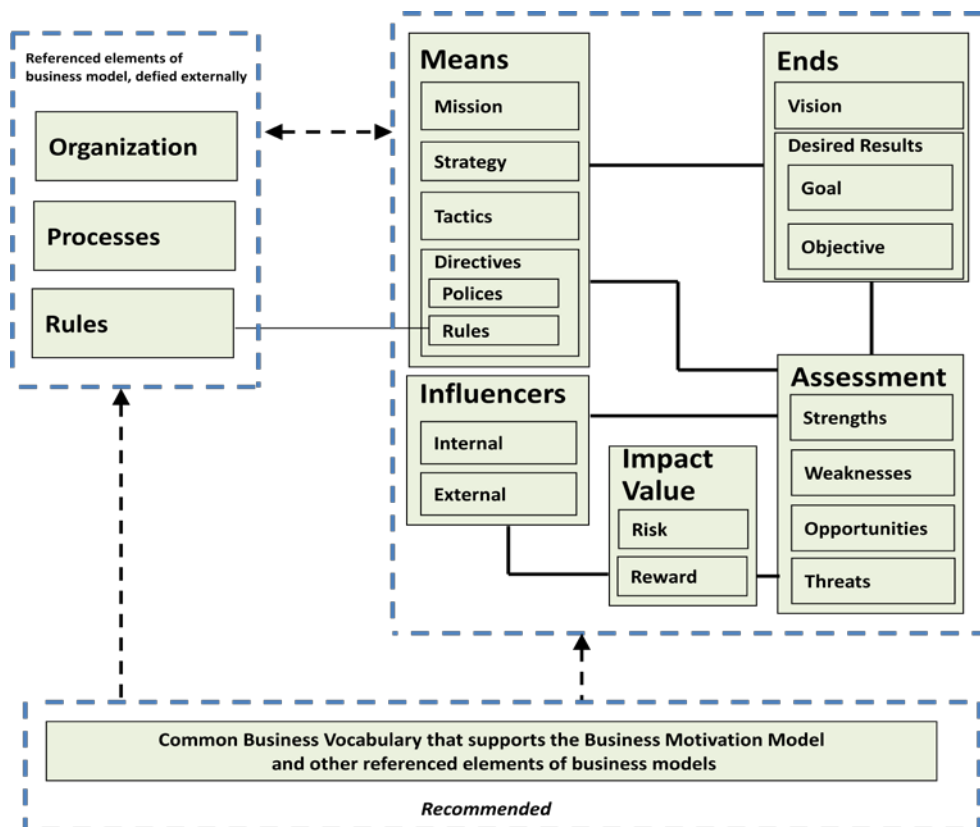 Referenced elements of
business model, defied externally
Organization
Processes
Rules
Means
Mission
Strategy
Tactics
Directives
Polices
Rules
Ends
Vision
Desired Results
Goal
Objective
Influencers
Internal
External
Impact
Value
Risk
Reward
Assessment
Strengths
Weaknesses
Opportunities
Threats
Common Business Vocabulary that supports the Business Motivation Model
and other referenced elements of business models
Recommended